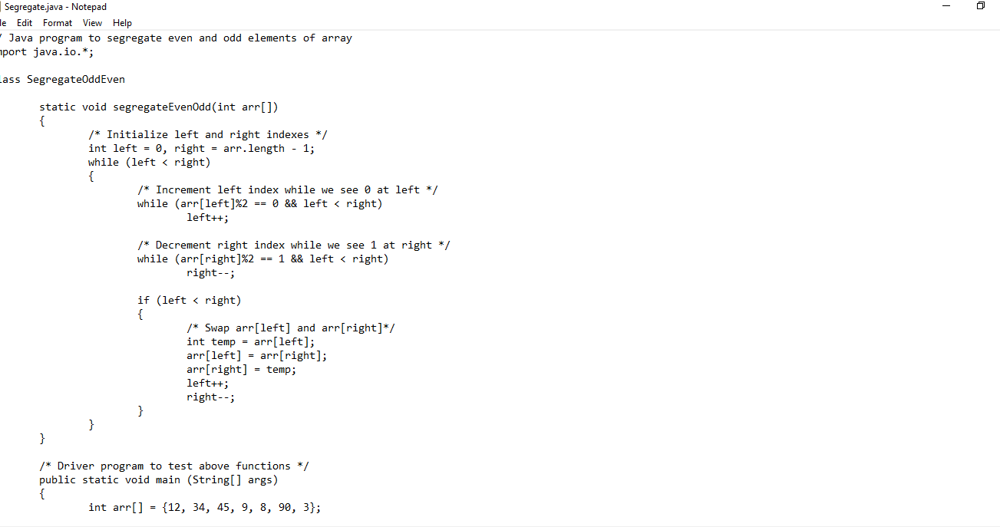 Segregate.java - Notepad
le Edit Format View Help
/ Java program to segregate even and odd elements of array
mport java.io.*;
lass SegregateOddEven
static void segregateEvenOdd(int arr[])
{
/* Initialize left and right indexes */
int left = 0, right = arr.length - 1;
while (left < right)
{
/* Increment left index while we see 0 at left */
while (arr[left]%2 == 0 && left < right)
left++;
/* Decrement right index while we see 1 at right */
while (arr[right]%2 == 1 && left < right)
right--;
if (left < right)
{
/* Swap arr[left] and arr[right]*/
int temp = arr[left];
arr[left] = arr[right];
arr[right] = temp;
left++;
right--;
}
}
}
/* Driver program to test above functions */
public static void main (String[] args)
{
int arr[] = {12, 34, 45, 9, 8, 90, 3};